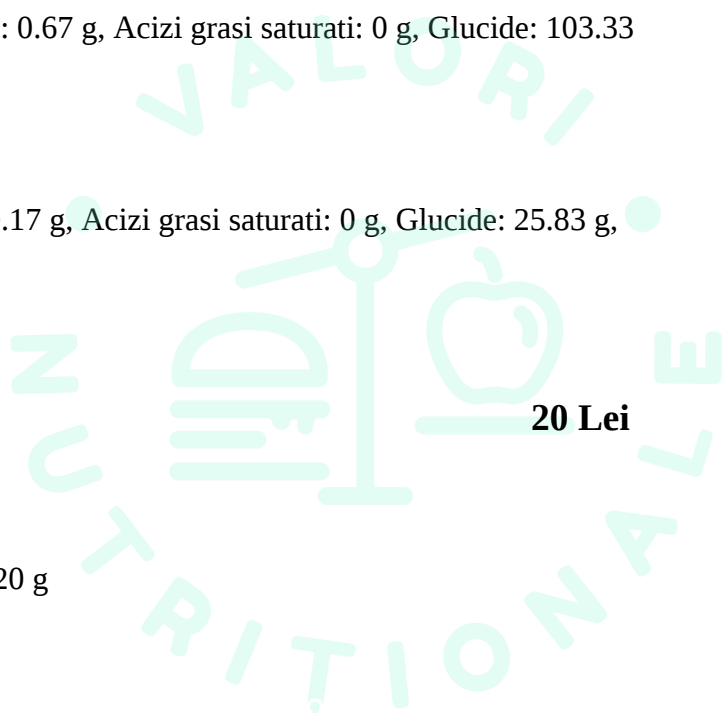 : 0.67 g, Acizi grasi saturati: 0 g, Glucide: 103.33
.17 g, Acizi grasi saturati: 0 g, Glucide: 25.83 g,
20 Lei
20 g
VALORI
NUTRIȚIONALE